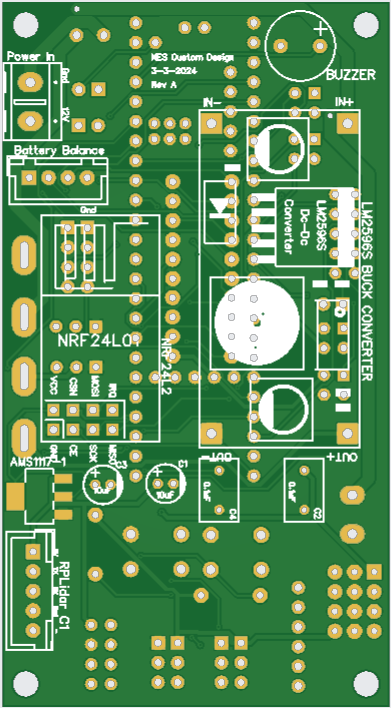 Power In
Gnd
12V
MES Custom Design
3-3-2024
Rev A
BUZZER
IN-
IN+
Battery Balance
Gnd
LM2596S
Dc-Dc
Converter
LM2596S BUCK CONVERTER
NRF24L01
NRF24L2
VCC
CSN
MOSI
IRQ
GND
CE
SCK
MISO
OUT-
OUT+
AMS1117-1
C3
10uF
C1
10uF
0.1uF
C4
0.1uF
C2
RPLidar C1